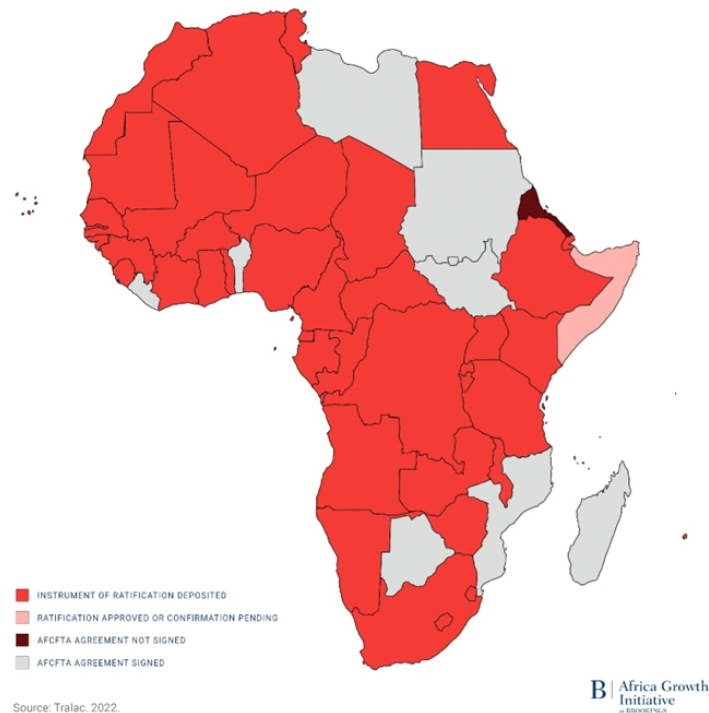 INSTRUMENT OF RATIFICATION DEPOSITED
RATIFICATION APPROVED OR CONFIRMATION PENDING
AFCFTA AGREEMENT NOT SIGNED
AFCFTA AGREEMENT SIGNED
Source: Tralac. 2022.
B
Africa Growth
Initiative
at BROOKINGS